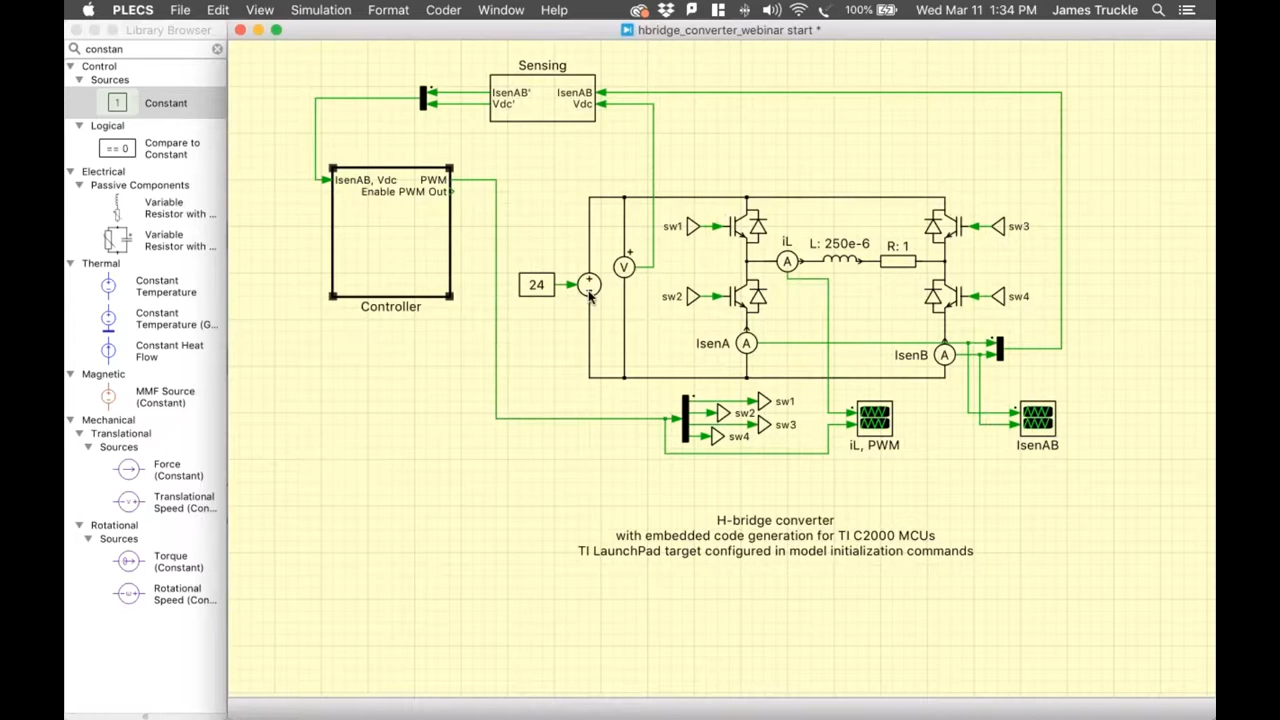 PLECS File Edit View Simulation Format Coder Window Help 100% Wed Mar 11 1:34 PM James Truckle
Library Browser
hbridge_converter_webinar start *
constan
Control
Sources
1 Constant
Logical
== 0 Compare to
Constant
Electrical
Passive Components
Variable
Resistor with ...
Variable
Resistor with ...
Thermal
Constant
Temperature
Constant
Temperature (G...
Constant Heat
Flow
Magnetic
MMF Source
(Constant)
Mechanical
Translational
Sources
Force
(Constant)
Translational
Speed (Con...
Rotational
Sources
Torque
(Constant)
Rotational
Speed (Con...
Sensing
IsenAB' IsenAB
Vdc' Vdc
IsenAB, Vdc PWM
Enable PWM Out
Controller
24
V
sw1
sw2
iL
A
L: 250e-6
R: 1
sw3
sw4
IsenA A
IsenB A
sw1
sw2
sw3
sw4
iL, PWM
IsenAB
H-bridge converter
with embedded code generation for TI C2000 MCUs
TI LaunchPad target configured in model initialization commands